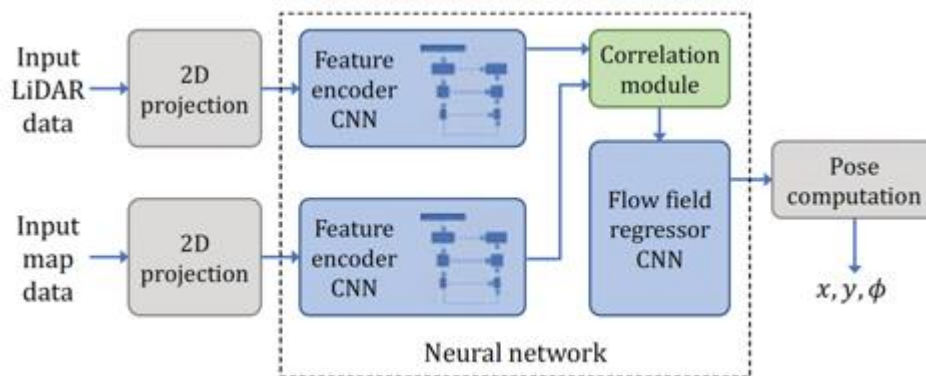 Input
LiDAR
data
2D
projection
Feature
encoder
CNN
Correlation
module
Input
map
data
2D
projection
Feature
encoder
CNN
Flow field
regressor
CNN
Pose
computation
x, y, ϕ
Neural network